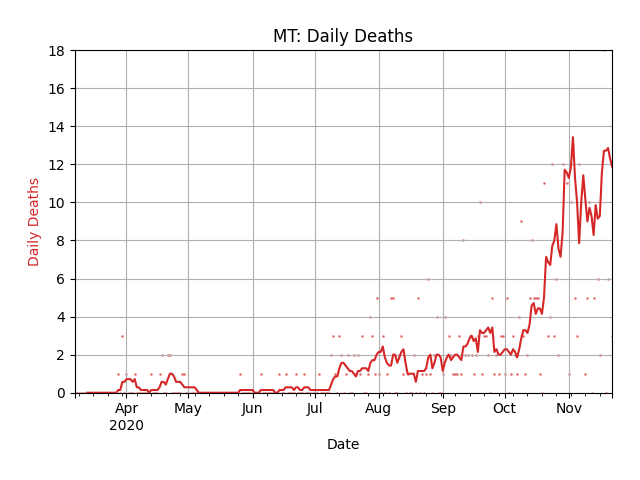 MT: Daily Deaths
Daily Deaths
18
16
14
12
10
8
6
4
2
0
Apr
2020
May
Jun
Jul
Aug
Sep
Oct
Nov
Date